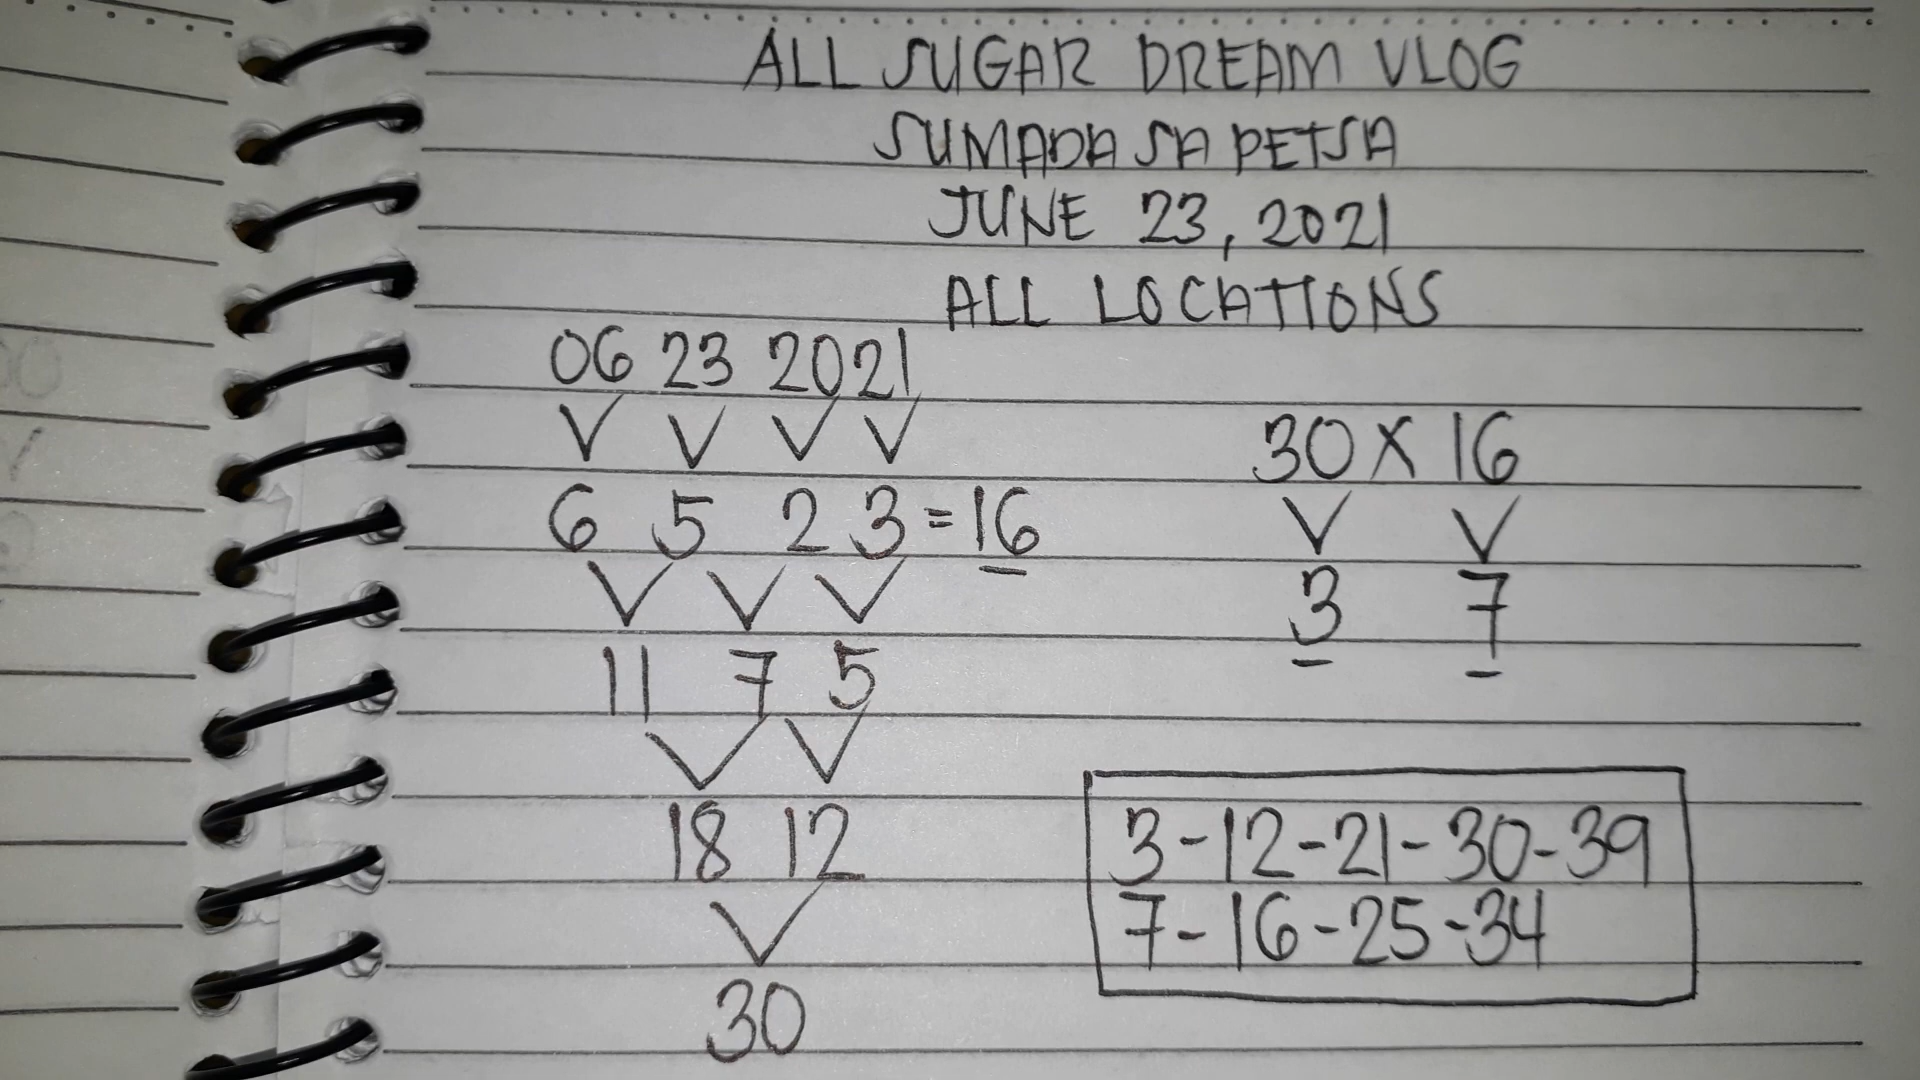 ALL SUGAR DREAM VLOG
SUMADA SA PETSA
JUNE 23, 2021
ALL LOCATIONS
06 23 2021
6 5 2 3 = 16
11 7 5
18 12
30
30 X 16
3 7
3-12-21-30-39
7-16-25-34